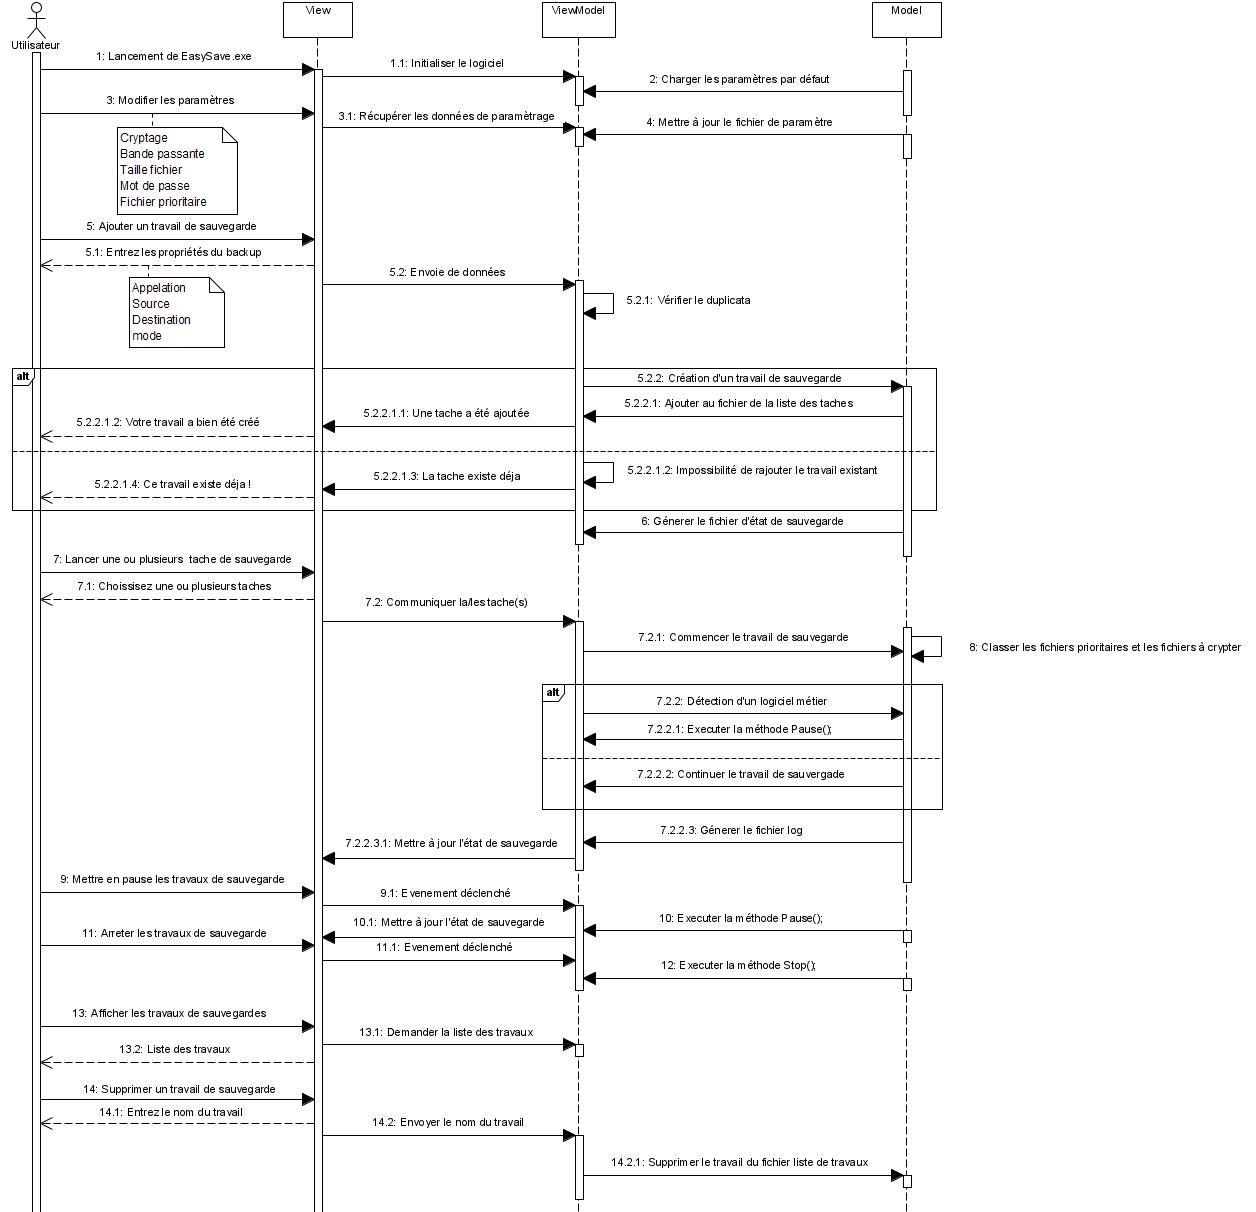 View
ViewModel
Model
Utilisateur
1: Lancement de EasySave.exe
1.1: Initialiser le logiciel
2: Charger les paramètres par défaut
3: Modifier les paramètres
3.1: Récupérer les données de paramètrage
4: Mettre à jour le fichier de paramètre
Cryptage
Bande passante
Taille fichier
Mot de passe
Fichier prioritaire
5: Ajouter un travail de sauvegarde
5.1: Entrez les propriétés du backup
5.2: Envoie de données
Appelation
Source
Destination
mode
5.2.1: Vérifier le duplicata
alt
5.2.2: Création d'un travail de sauvegarde
5.2.2.1: Ajouter au fichier de la liste des taches
5.2.2.1.1: Une tache a été ajoutée
5.2.2.1.2: Votre travail a bien été créé
5.2.2.1.2: Impossibilité de rajouter le travail existant
5.2.2.1.3: La tache existe déja
5.2.2.1.4: Ce travail existe déja !
6: Génerer le fichier d'état de sauvegarde
7: Lancer une ou plusieurs tache de sauvegarde
7.1: Choissisez une ou plusieurs taches
7.2: Communiquer la/les tache(s)
7.2.1: Commencer le travail de sauvegarde
8: Classer les fichiers prioritaires et les fichiers à crypter
alt
7.2.2: Détection d'un logiciel métier
7.2.2.1: Executer la méthode Pause();
7.2.2.2: Continuer le travail de sauvergade
7.2.2.3: Génerer le fichier log
7.2.2.3.1: Mettre à jour l'état de sauvegarde
9: Mettre en pause les travaux de sauvegarde
9.1: Evenement déclenché
10: Executer la méthode Pause();
10.1: Mettre à jour l'état de sauvegarde
11: Arreter les travaux de sauvegarde
11.1: Evenement déclenché
12: Executer la méthode Stop();
13: Afficher les travaux de sauvegardes
13.1: Demander la liste des travaux
13.2: Liste des travaux
14: Supprimer un travail de sauvegarde
14.1: Entrez le nom du travail
14.2: Envoyer le nom du travail
14.2.1: Supprimer le travail du fichier liste de travaux